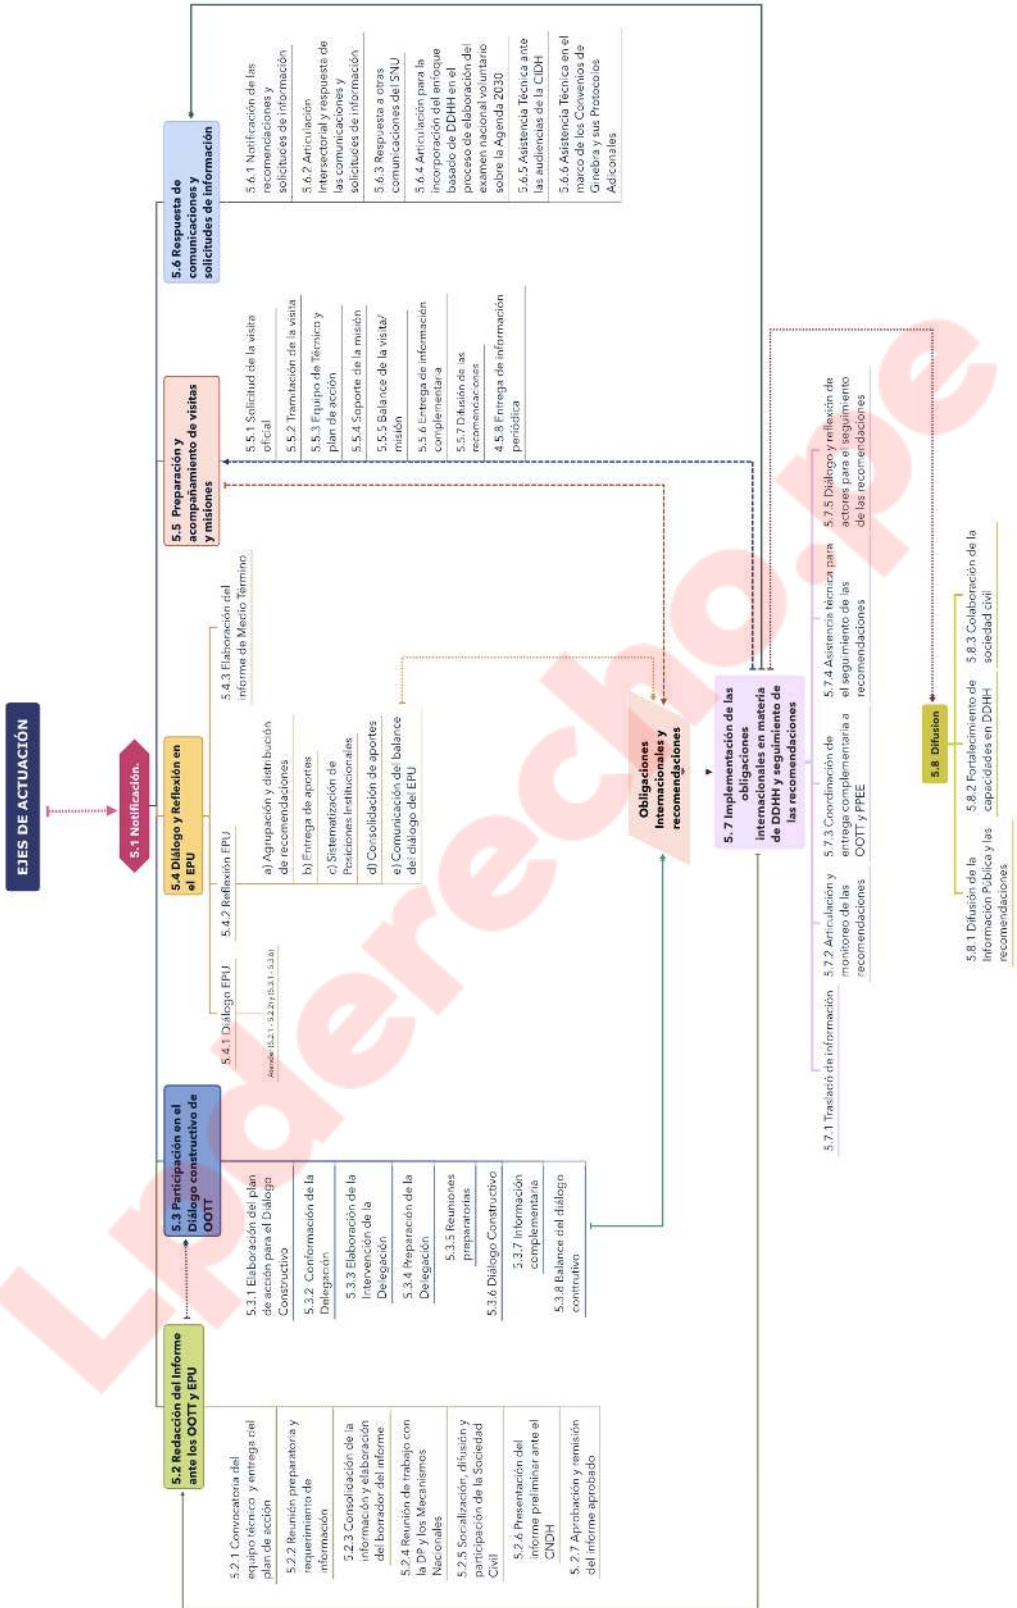 EJES DE ACTUACIÓN
5.1 Notificación.
5.2 Redacción del Informe
ante los OOTT y EPU
5.2.1 Convocatoria del
equipo técnico y entrega del
plan de acción
5.2.2 Reunión preparatoria y
requerimiento de
información
5.2.3 Consolidación de la
información y elaboración
del borrador del informe
5.2.4 Reunión de trabajo con
la DP y los Mecanismos
Nacionales
5.2.5 Socialización, difusión y
participación de la Sociedad
Civil
5.2.6 Presentación del
informe preliminar ante el
CNDH
5.2.7 Aprobación y remisión
del informe aprobado
5.3 Participación en el
Diálogo constructivo de
OOTT
5.3.1 Elaboración del plan
de acción para el Diálogo
Constructivo
5.3.2 Conformación de la
Delegación
5.3.3 Elaboración de la
Intervención de la
Delegación
5.3.4 Preparación de la
Delegación
5.3.5 Reuniones
preparatorias
5.3.6 Diálogo Constructivo
5.3.7 Información
complementaria
5.3.8 Balance del diálogo
conttrutivo
5.4 Diálogo y Reflexión en
el EPU
5.4.1 Diálogo EPU
(5.2.1 - 5.2.2) y (5.3.1 - 5.3.6)
5.4.2 Reflexión EPU
a) Agrupación y distribución
de recomendaciones
b) Entrega de aportes
c) Sistematización de
Posiciones Institucionales
d) Consolidación de aportes
e) Comunicación del balance
del diálogo del EPU
5.4.3 Elaboración del
informe de Medio Término
5.5 Preparación y
acompañamiento de visitas
y misiones
5.5.1 Solicitud de la visita
oficial
5.5.2 Tramitación de la visita
5.5.3 Equipo de Técnico y
plan de acción
5.5.4 Soporte de la misión
5.5.5 Balance de la visita/
misión
5.5.6 Entrega de información
complementaria
5.5.7 Difusión de las
recomendaciones
4.5.8 Entrega de información
periódica
5.6 Respuesta de
comunicaciones y
solicitudes de información
5.6.1 Notificación de las
recomendaciones y
solicitudes de información
5.6.2 Articulación
Intersectorial y respuesta de
las comunicaciones y
solicitudes de información
5.6.3 Respuesta a otras
comunicaciones del SNU
5.6.4 Articulación para la
incorporación del enfoque
basado de DDHH en el
proceso de elaboración del
examen nacional voluntario
sobre la Agenda 2030
5.6.5 Asistencia Técnica ante
las audiencias de la CIDH
5.6.6 Asistencia Técnica en el
marco de los Convenios de
Ginebra y sus Protocolos
Adicionales
Obligaciones
Internacionales y
recomendaciones
5. 7 Implementación de las
obligaciones
internacionales en materia
de DDHH y seguimiento de
las recomendaciones
5.7.1 Traslado de información
5.7.2 Articulación y
monitoreo de las
recomendaciones
5.7.3 Coordinación de
entrega complementaria a
OOTT y PPEE
5.7.4 Asistencia técnica para
el seguimiento de las
recomendaciones
5.7.5 Diálogo y reflexión de
actores para el seguimiento
de las recomendaciones
5.8 Difusion
5.8.1 Difusión de la
Información Pública y las
recomendaciones
5.8.2 Fortalecimiento de
capacidades en DDHH
5.8.3 Colaboración de la
sociedad civil
Lpderecho.pe